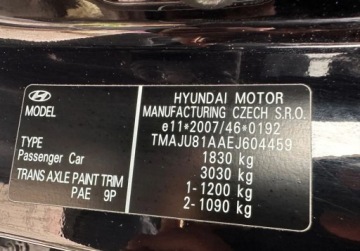 HYUNDAI MOTOR
MODEL
MANUFACTURING CZECH S.R.O.
e11*2007/46*0192
TYPE
TMAJU81AAEJ604459
Passenger Car
1830 kg
3030 kg
TRANS AXLE PAINT TRIM
1-1200 kg
PAE 9P
2-1090 kg